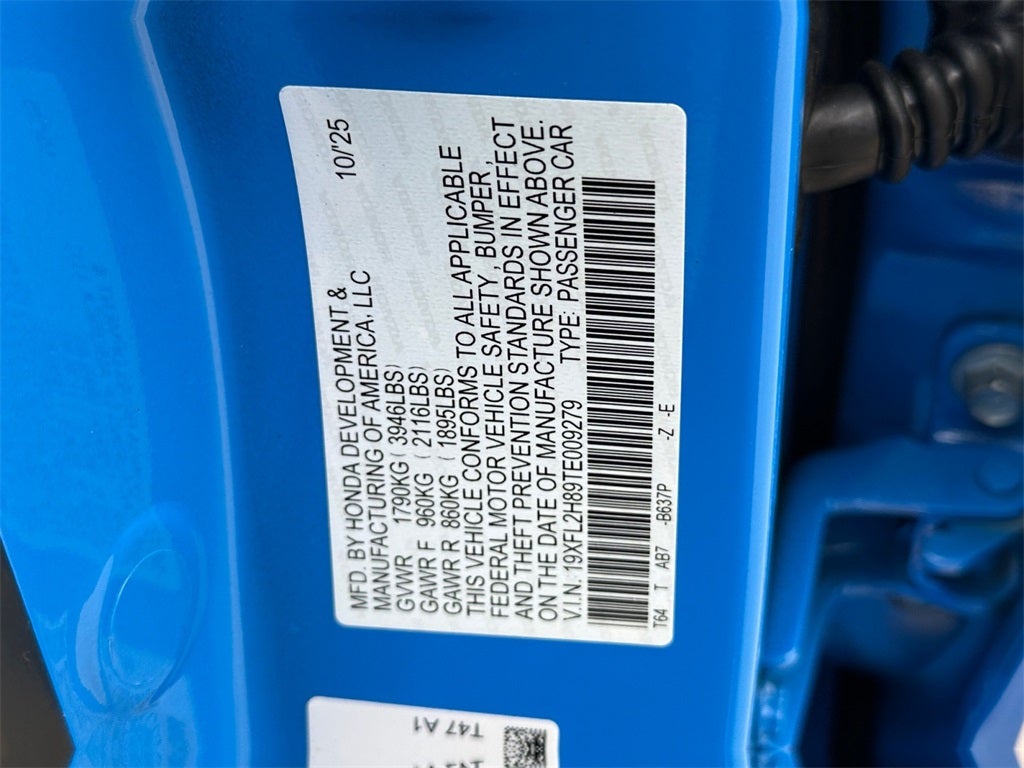 MFD. BY HONDA DEVELOPMENT & 10/'25
MANUFACTURING OF AMERICA, LLC
GVWR 1790KG ( 3946LBS)
GAWR F 960KG ( 2116LBS)
GAWR R 860KG ( 1895LBS)
THIS VEHICLE CONFORMS TO ALL APPLICABLE
FEDERAL MOTOR VEHICLE SAFETY, BUMPER,
AND THEFT PREVENTION STANDARDS IN EFFECT
ON THE DATE OF MANUFACTURE SHOWN ABOVE.
V.I.N.:19XFL2H89TE009279 TYPE: PASSENGER CAR
T64 T AB7 -B637P -Z -E
T47 A1